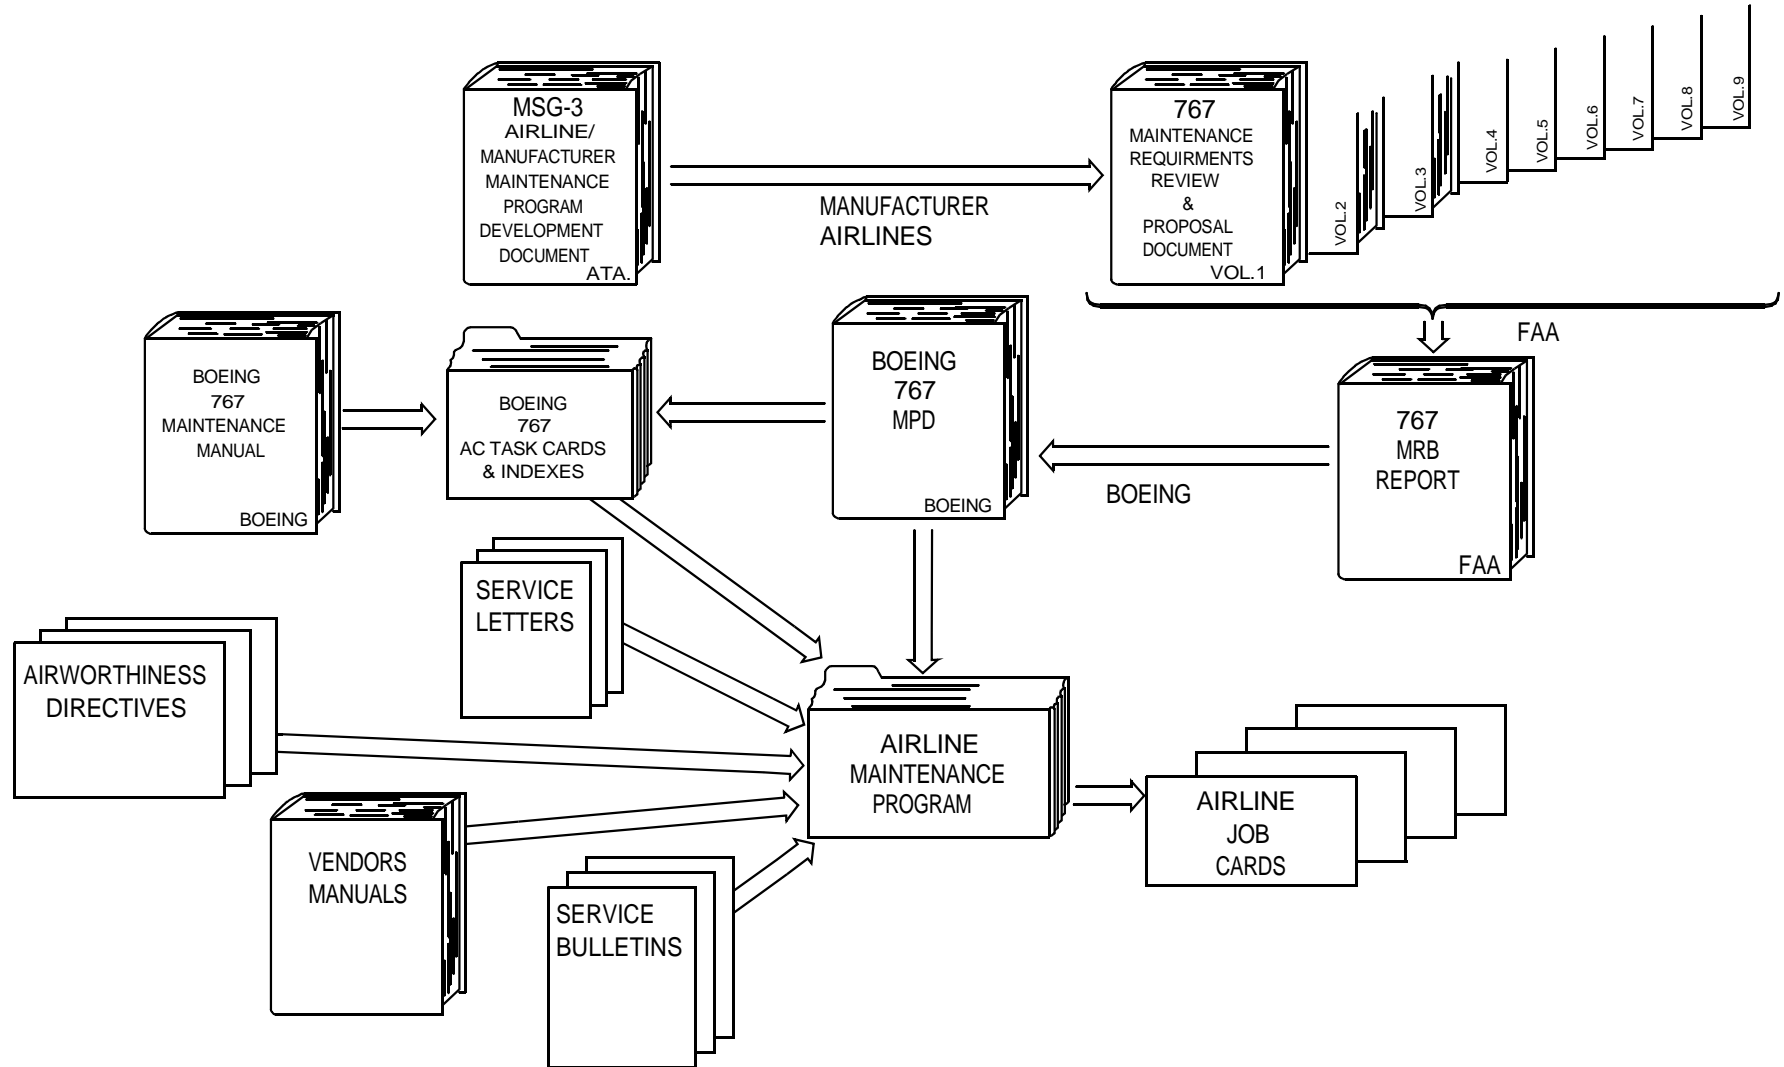 MSG-3
AIRLINE/
MANUFACTURER
MAINTENANCE
PROGRAM
DEVELOPMENT
DOCUMENT
ATA.
MANUFACTURER
AIRLINES
767
MAINTENANCE
REQUIRMENTS
REVIEW
&
PROPOSAL
DOCUMENT
VOL.1
VOL.2
VOL.3
VOL.4
VOL.5
VOL.6
VOL.7
VOL.8
VOL.9
FAA
BOEING
767
MAINTENANCE
MANUAL
BOEING
BOEING
767
AC TASK CARDS
& INDEXES
BOEING
767
MPD
BOEING
BOEING
767
MRB
REPORT
FAA
SERVICE
LETTERS
AIRWORTHINESS
DIRECTIVES
AIRLINE
MAINTENANCE
PROGRAM
AIRLINE
JOB
CARDS
VENDORS
MANUALS
SERVICE
BULLETINS